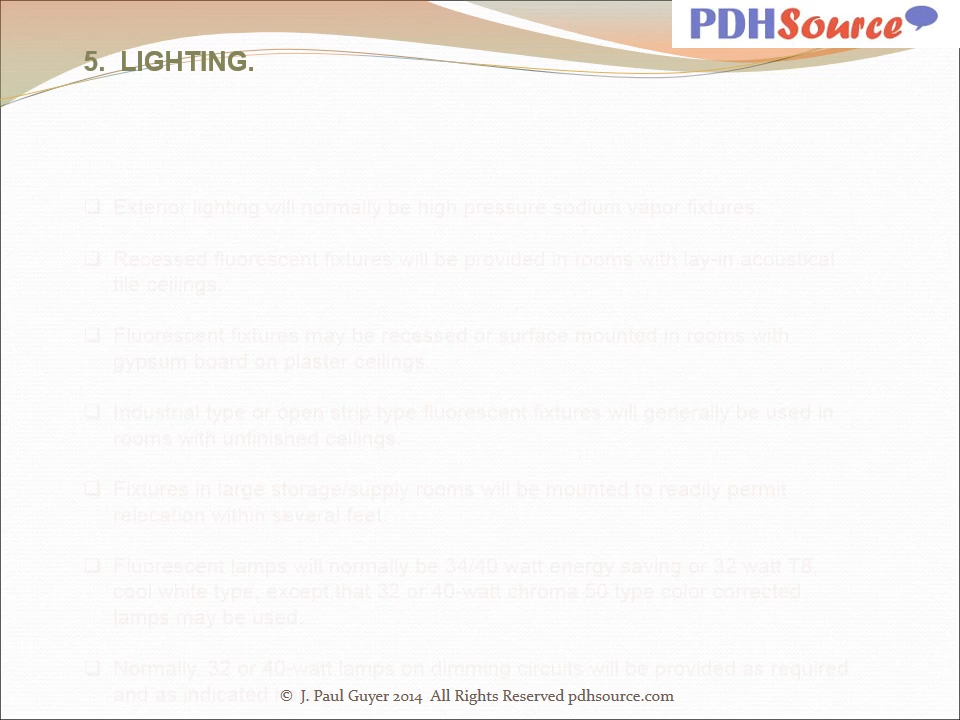 PDHSource
5. LIGHTING.
❑ Exterior lighting will normally be high pressure sodium vapor fixtures.
❑ Recessed fluorescent fixtures will be provided in rooms with lay-in acoustical
tile ceilings.
❑ Fluorescent fixtures may be recessed or surface mounted in rooms with
gypsum board on plaster ceilings.
❑ Industrial type or open strip type fluorescent fixtures will generally be used in
rooms with unfinished ceilings.
❑ Fixtures in large storage/supply rooms will be mounted to readily permit
relocation within several feet.
❑ Fluorescent lamps will normally be 34/40 watt energy saving or 32 watt T8,
cool white type, except that 32 or 40-watt chroma 50 type color corrected
lamps may be used.
❑ Normally, 32 or 40-watt lamps on dimming circuits will be provided as required
and as indicated
© J. Paul Guyer 2014 All Rights Reserved pdhsource.com